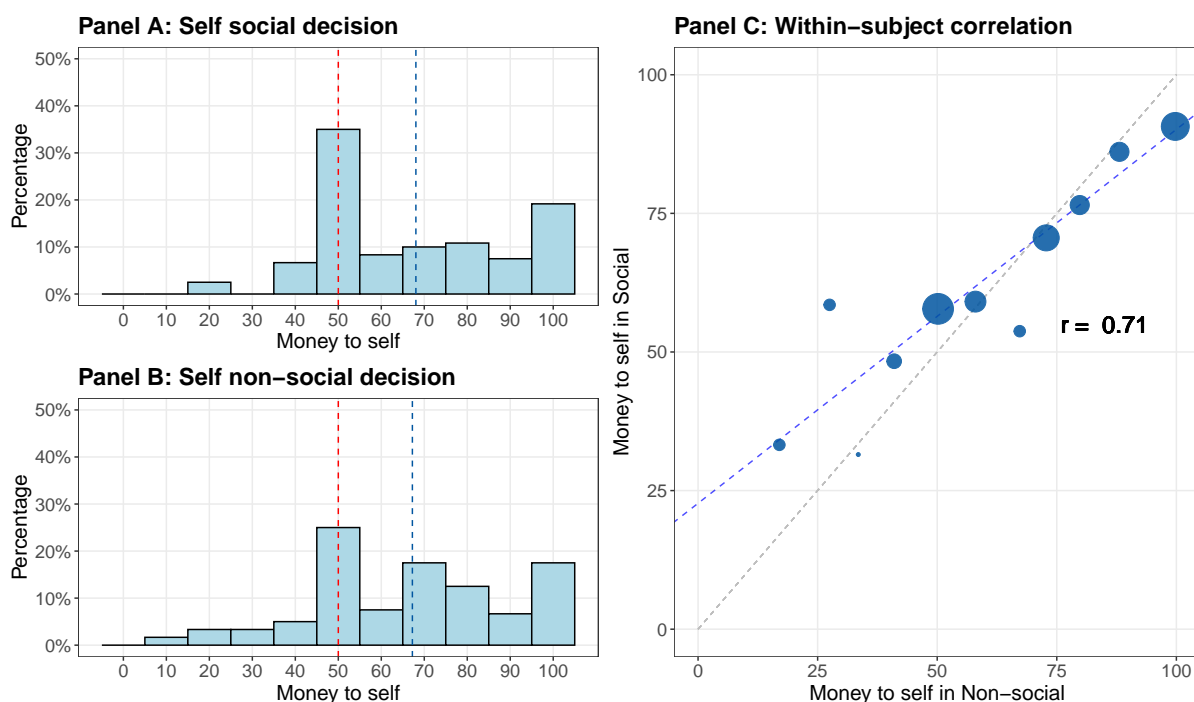 Panel A: Self social decision
50%
40%
30%
20%
10%
0%
Percentage
0 10 20 30 40 50 60 70 80 90 100
Money to self
Panel B: Self non−social decision
50%
40%
30%
20%
10%
0%
Percentage
0 10 20 30 40 50 60 70 80 90 100
Money to self
Panel C: Within−subject correlation
100
75
50
25
0
Money to self in Social
r = 0.71
0 25 50 75 100
Money to self in Non−social